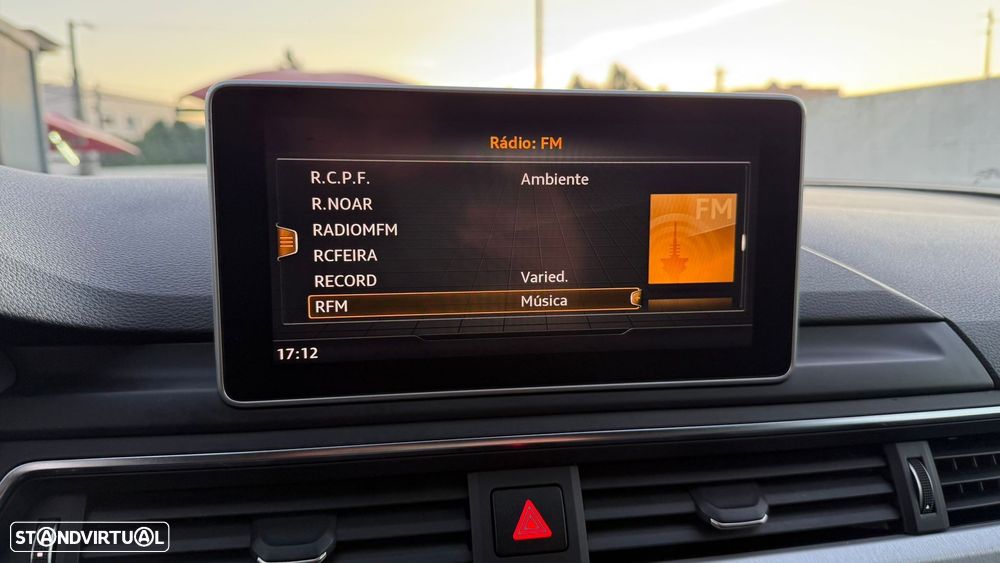 Rádio: FM
R.C.P.F. Ambiente
R.NOAR
RADIOMFM
RCFEIRA
RECORD Varied.
RFM Música
FM
17:12
STANDVIRTUAL